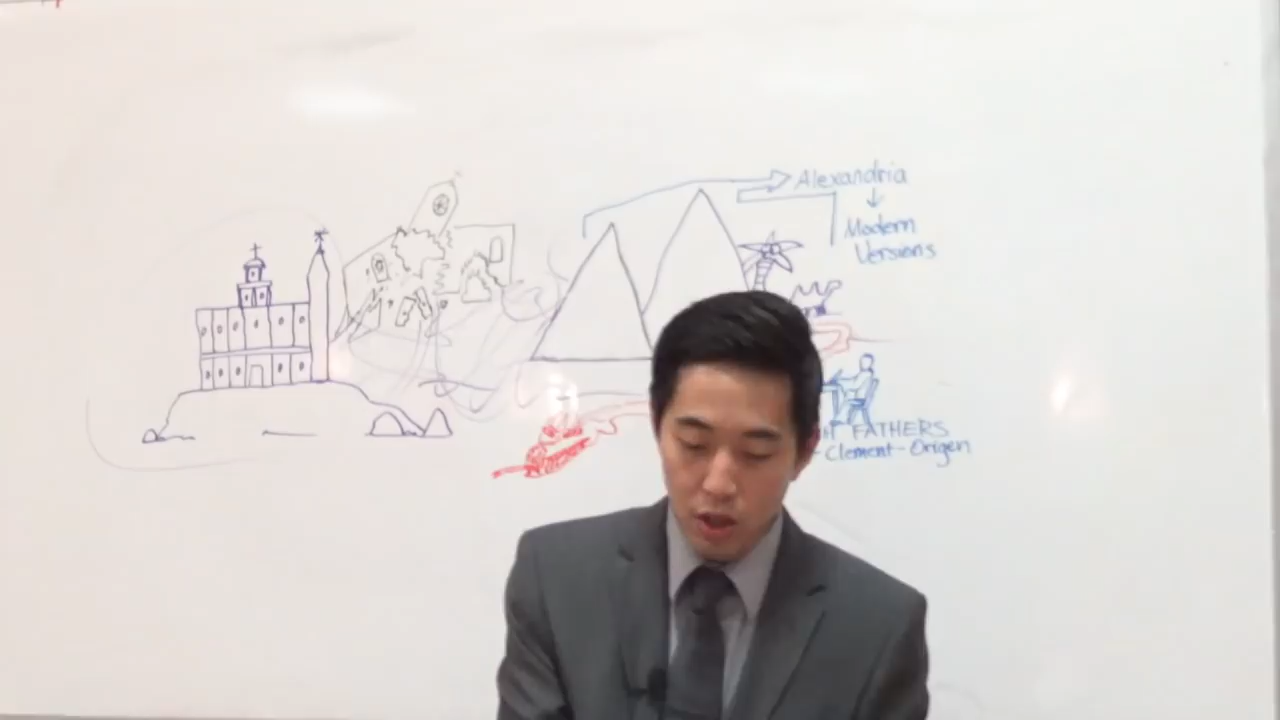 Alexandria
Modern
Versions
FATHERS
- Clement - Origen